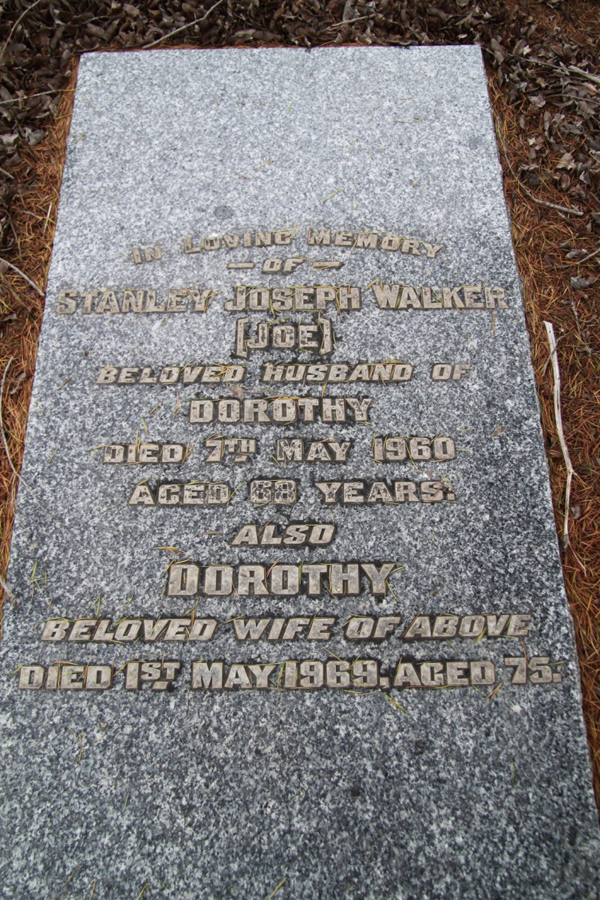 IN LOVING MEMORY
— OF —
STANLEY JOSEPH WALKER
(JOE)
BELOVED HUSBAND OF
DOROTHY
DIED 7TH MAY 1960
AGED 68 YEARS.
ALSO
DOROTHY
BELOVED WIFE OF ABOVE
DIED 1ST MAY 1969, AGED 75.